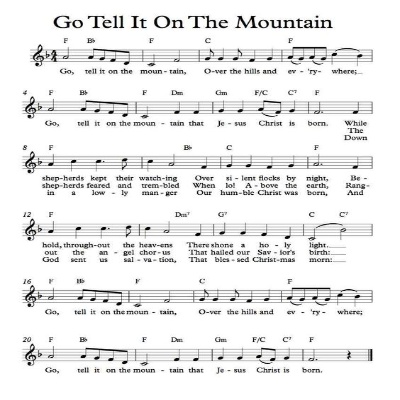 Go Tell It On The Mountain
F B♭ F C F
Go, tell it on the moun- tain, O-ver the hills and ev-'ry- where;
4 F B♭ F Dm Gm F/C C7 F
Go, tell it on the moun- tain that Je- sus Christ is born. While
The
Down
8 F B♭ C F
shep-herds kept their watch-ing Over si-lent flocks by night, Be-
shep-herds feared and trem-bled When lo! A-bove the earth, Rang-
in a low-ly man-ger Our hum-ble Christ was born, And
12 F Dm7 G7 C C7
hold, through-out the heav-ens There shone a ho- ly light.
out the an- gel chor-us That hailed our Sav- ior's birth:
God sent us sal- va- tion, That bles-sed Christ-mas morn:
16 F B♭ F C F
Go, tell it on the moun- tain, O-ver the hills and ev- 'ry- where;
20 F B♭ F Dm Gm F/C C F
Go, tell it on the moun- tain, that Je- sus Christ is born.